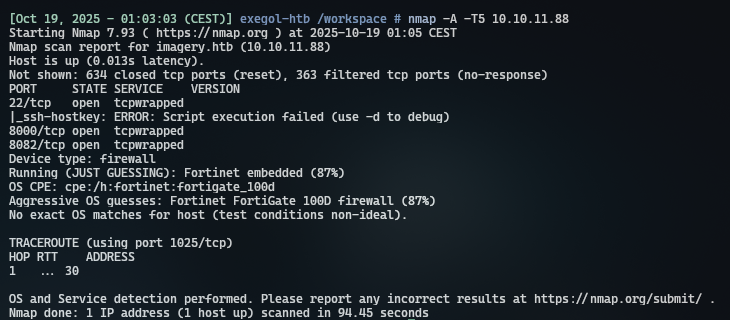 [Oct 19, 2025 - 01:03:03 (CEST)] exegol-htb /workspace # nmap -A -T5 10.10.11.88
Starting Nmap 7.93 ( https://nmap.org ) at 2025-10-19 01:05 CEST
Nmap scan report for imagery.htb (10.10.11.88)
Host is up (0.013s latency).
Not shown: 634 closed tcp ports (reset), 363 filtered tcp ports (no-response)
PORT     STATE SERVICE    VERSION
22/tcp   open  tcpwrapped
|_ssh-hostkey: ERROR: Script execution failed (use -d to debug)
8000/tcp open  tcpwrapped
8082/tcp open  tcpwrapped
Device type: firewall
Running (JUST GUESSING): Fortinet embedded (87%)
OS CPE: cpe:/h:fortinet:fortigate_100d
Aggressive OS guesses: Fortinet FortiGate 100D firewall (87%)
No exact OS matches for host (test conditions non-ideal).

TRACEROUTE (using port 1025/tcp)
HOP RTT    ADDRESS
1   ... 30

OS and Service detection performed. Please report any incorrect results at https://nmap.org/submit/ .
Nmap done: 1 IP address (1 host up) scanned in 94.45 seconds